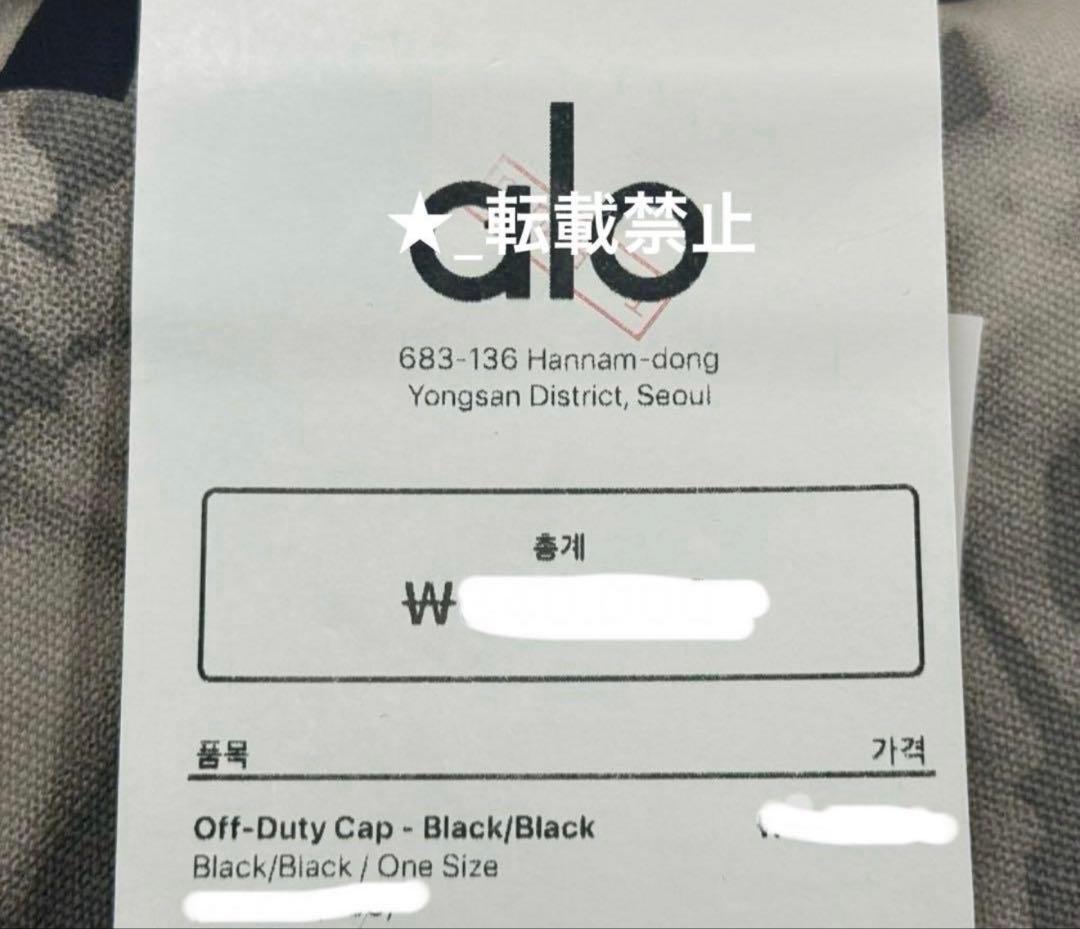 alo
★_転載禁止
683-136 Hannam-dong
Yongsan District, Seoul
총계
₩
품목 가격
Off-Duty Cap - Black/Black
Black/Black / One Size